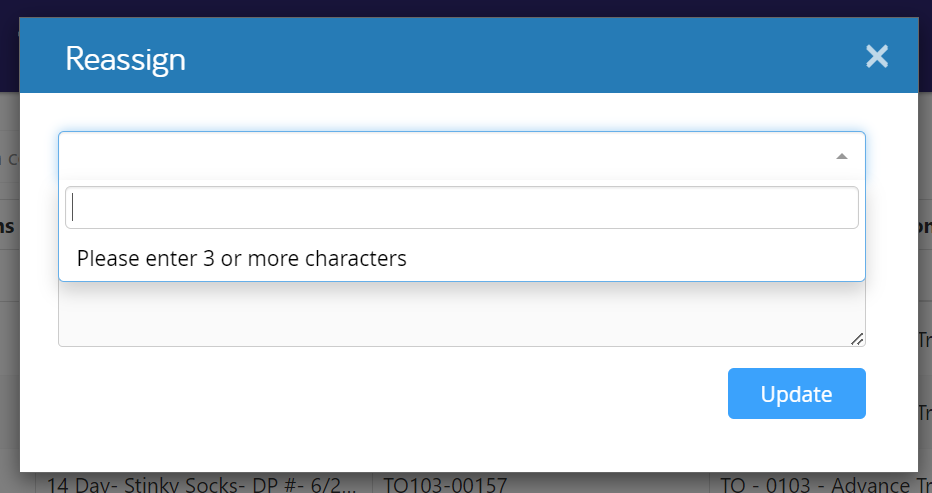 Reassign
Please enter 3 or more characters
Update
14 Day- Stinky Socks- DP #- 6/2... TO103-00157 TO - 0103 - Advance Tr